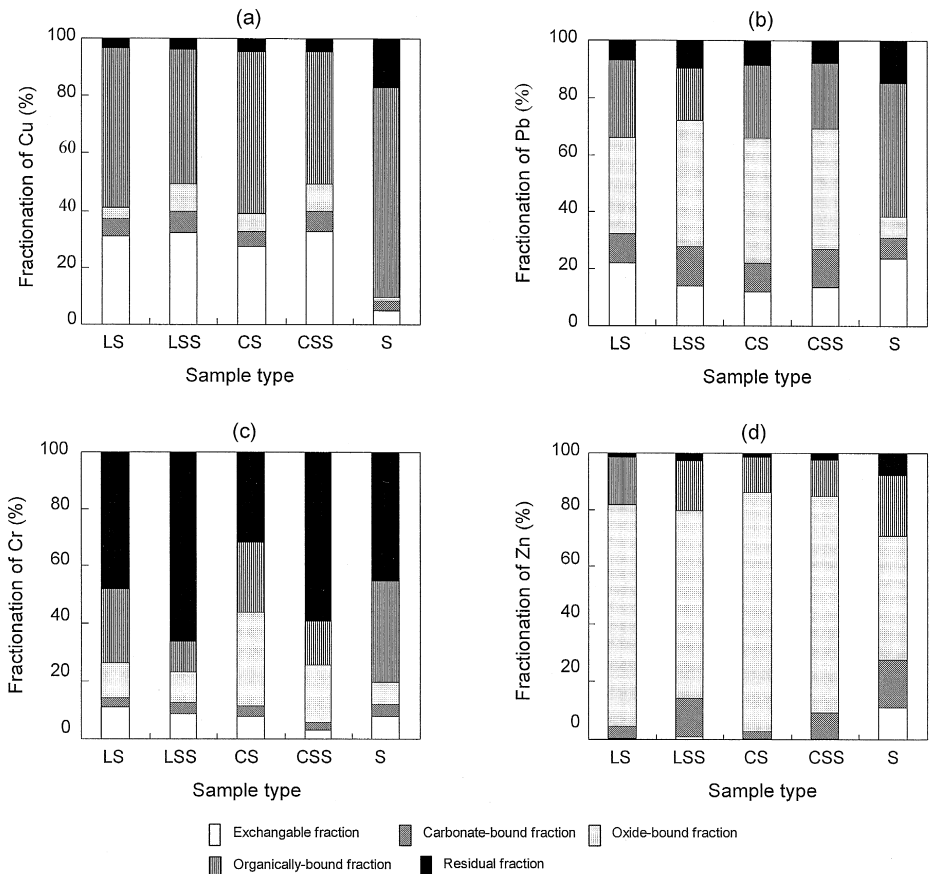 (a)
100
80
60
40
20
0
Fractionation of Cu (%)
LS LSS CS CSS S
Sample type
(b)
100
80
60
40
20
0
Fractionation of Pb (%)
LS LSS CS CSS S
Sample type
(c)
100
80
60
40
20
0
Fractionation of Cr (%)
LS LSS CS CSS S
Sample type
(d)
100
80
60
40
20
0
Fractionation of Zn (%)
LS LSS CS CSS S
Sample type
Exchangable fraction Carbonate-bound fraction Oxide-bound fraction
Organically-bound fraction Residual fraction